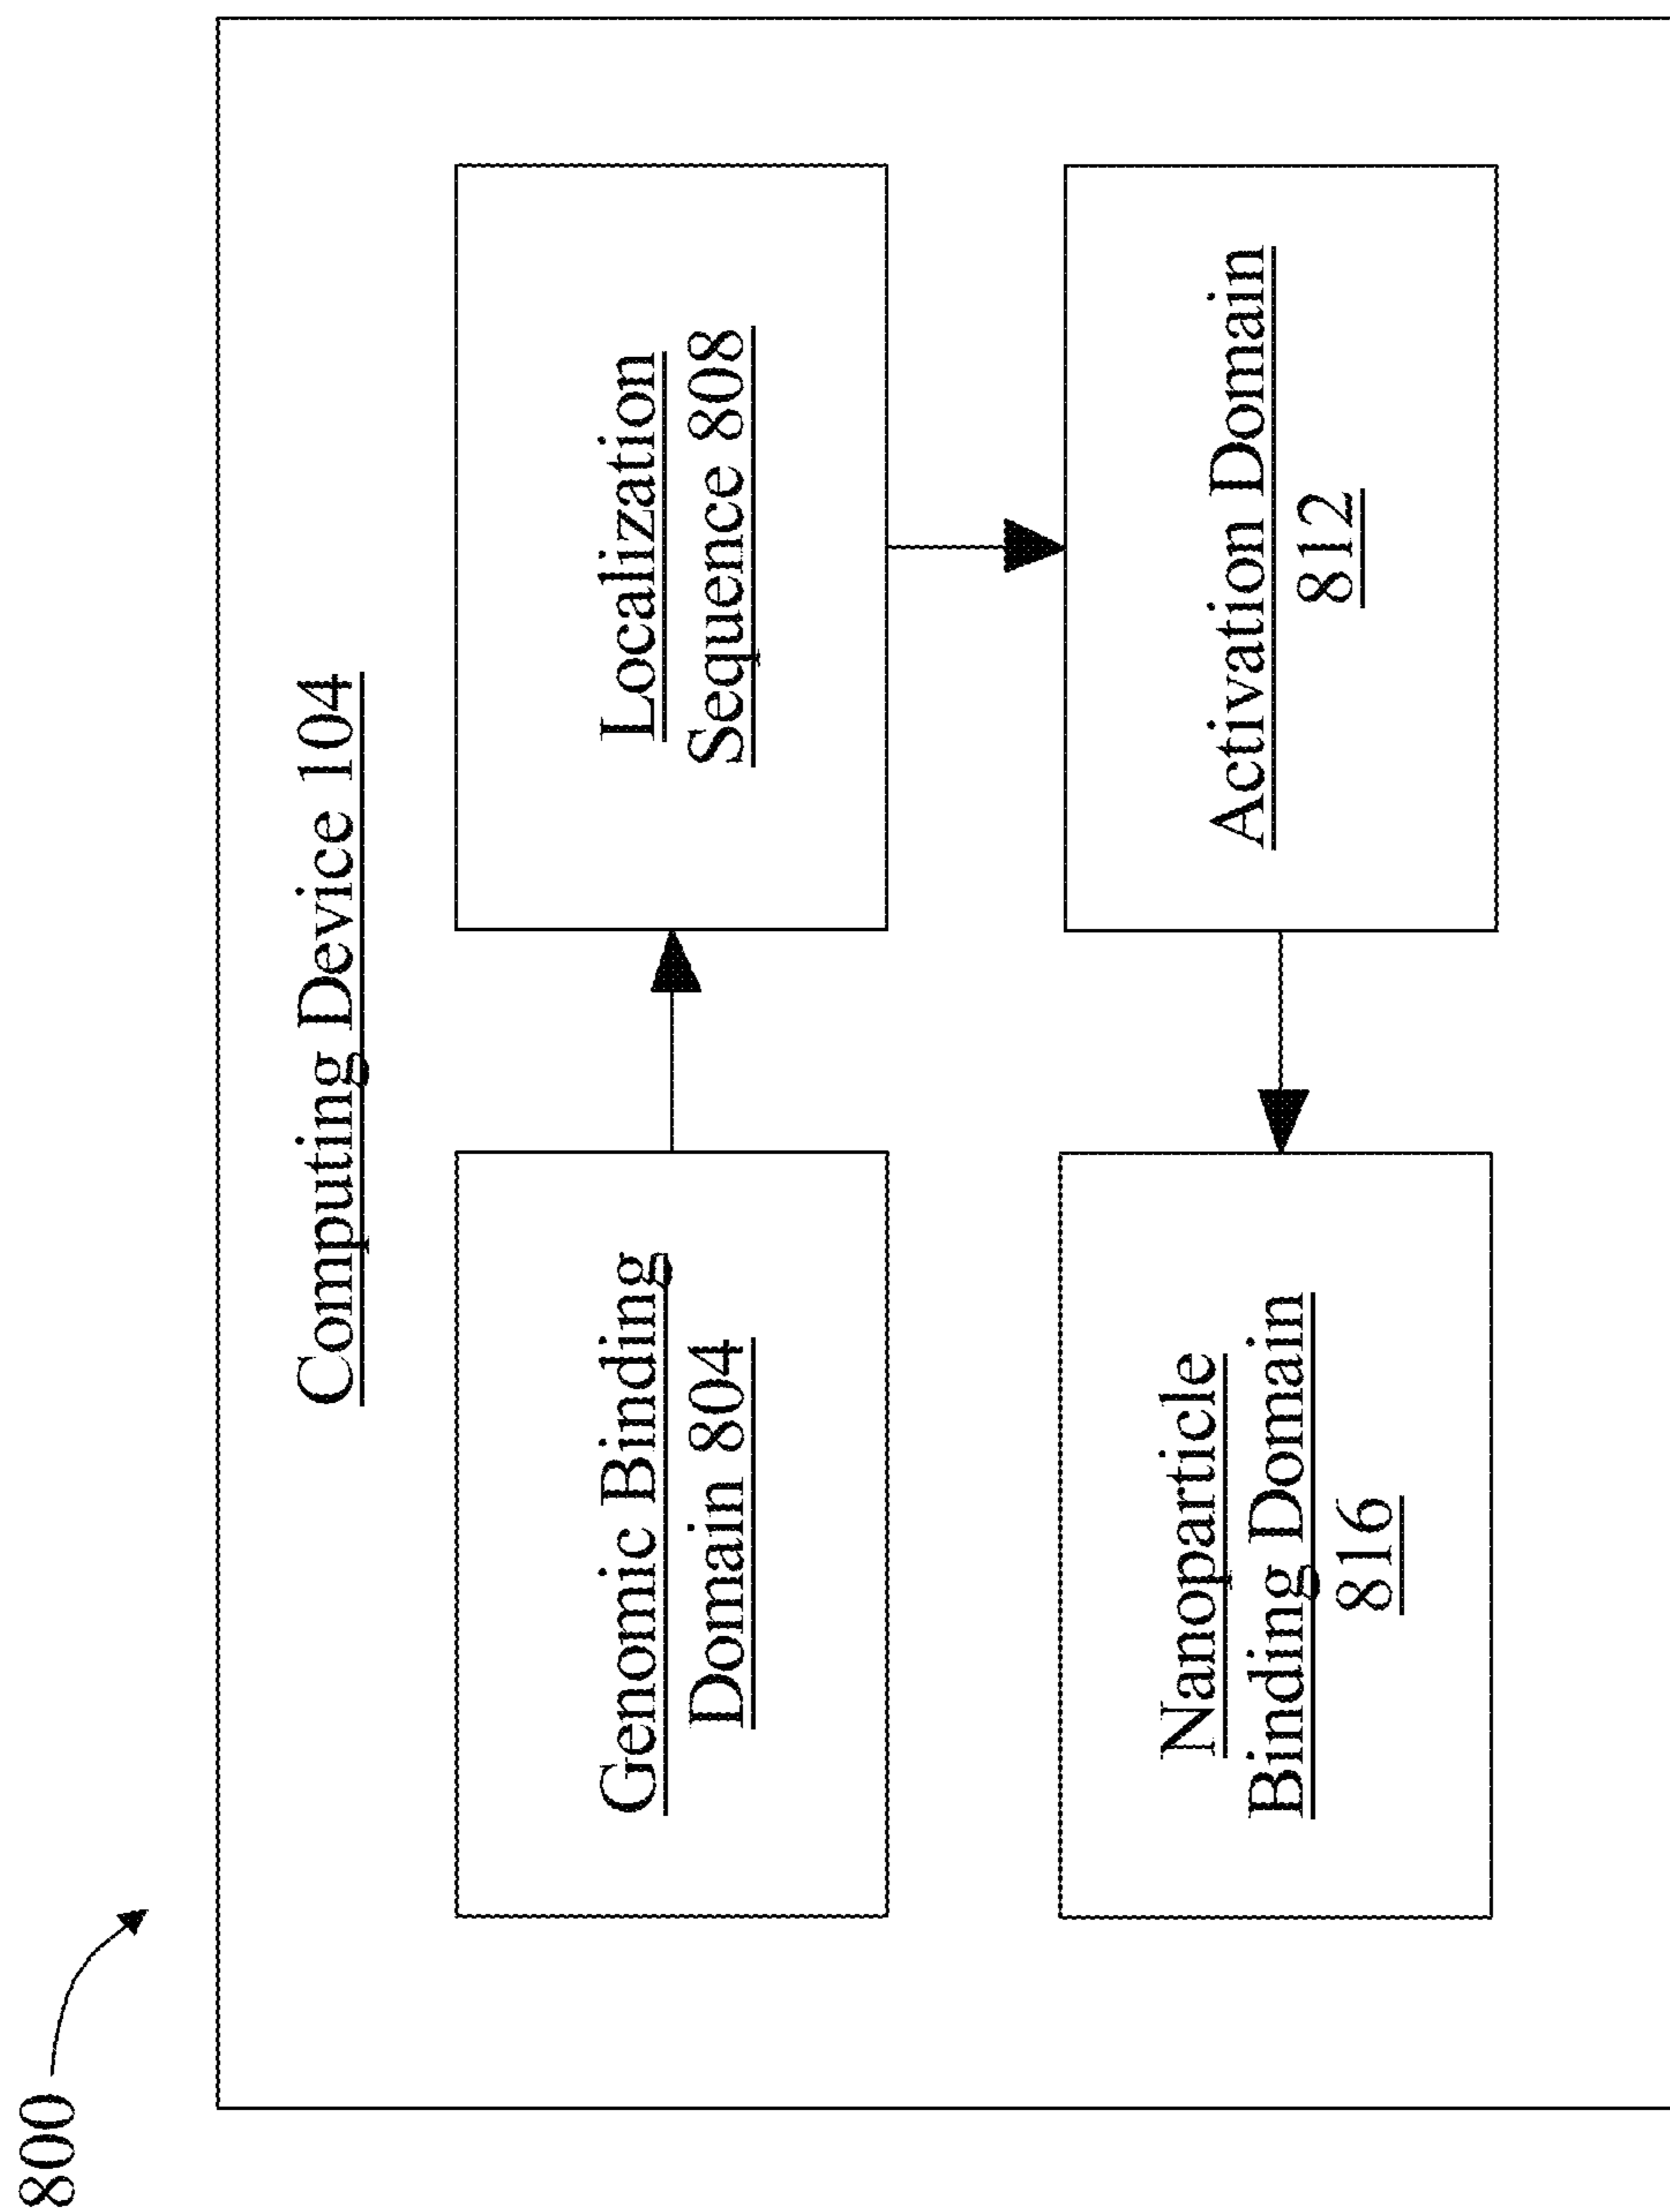 800
Computing Device 104
Genomic Binding
Domain 804
Localization
Sequence 808
Nanoparticle
Binding Domain
816
Activation Domain
812